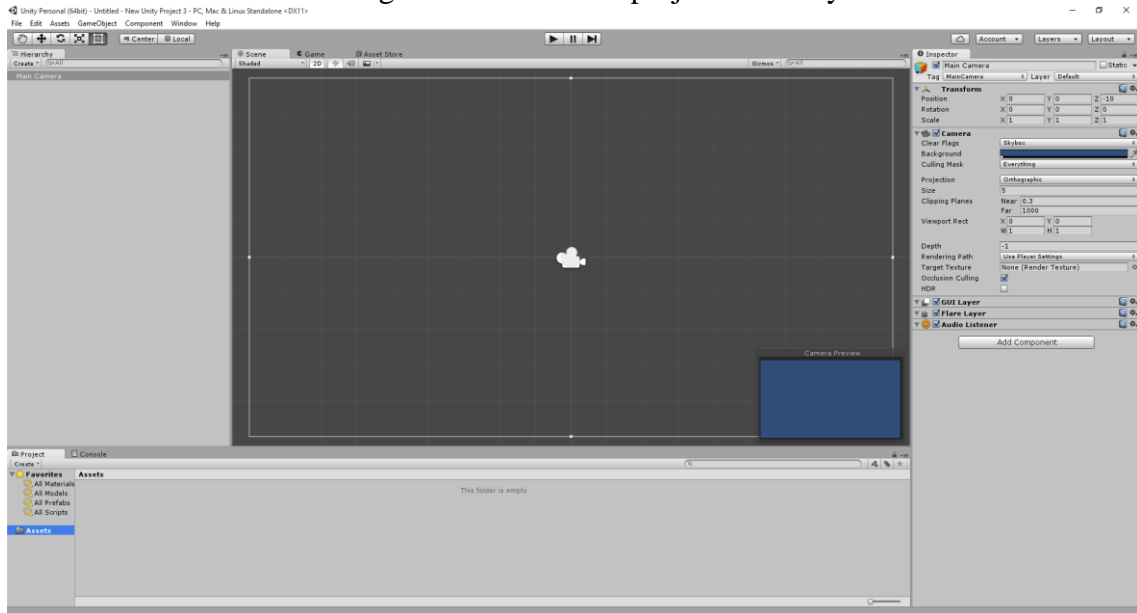 Unity Personal (64bit) - Untitled - New Unity Project 3 - PC, Mac & Linux Standalone <DX11>
File Edit Assets GameObject Component Window Help
Center Local
Account Layers Layout
Hierarchy
Create All
Main Camera
Scene Game Asset Store
Shaded 2D Gizmos All
Camera Preview
Inspector
Main Camera Static
Tag MainCamera Layer Default
Transform
Position X 0 Y 0 Z -10
Rotation X 0 Y 0 Z 0
Scale X 1 Y 1 Z 1
Camera
Clear Flags Skybox
Background
Culling Mask Everything
Projection Orthographic
Size 5
Clipping Planes Near 0.3
Far 1000
Viewport Rect X 0 Y 0
W 1 H 1
Depth -1
Rendering Path Use Player Settings
Target Texture None (Render Texture)
Occlusion Culling
HDR
GUI Layer
Flare Layer
Audio Listener
Add Component
Project Console
Create
Favorites
All Materials
All Models
All Prefabs
All Scripts
Assets
Assets
This folder is empty